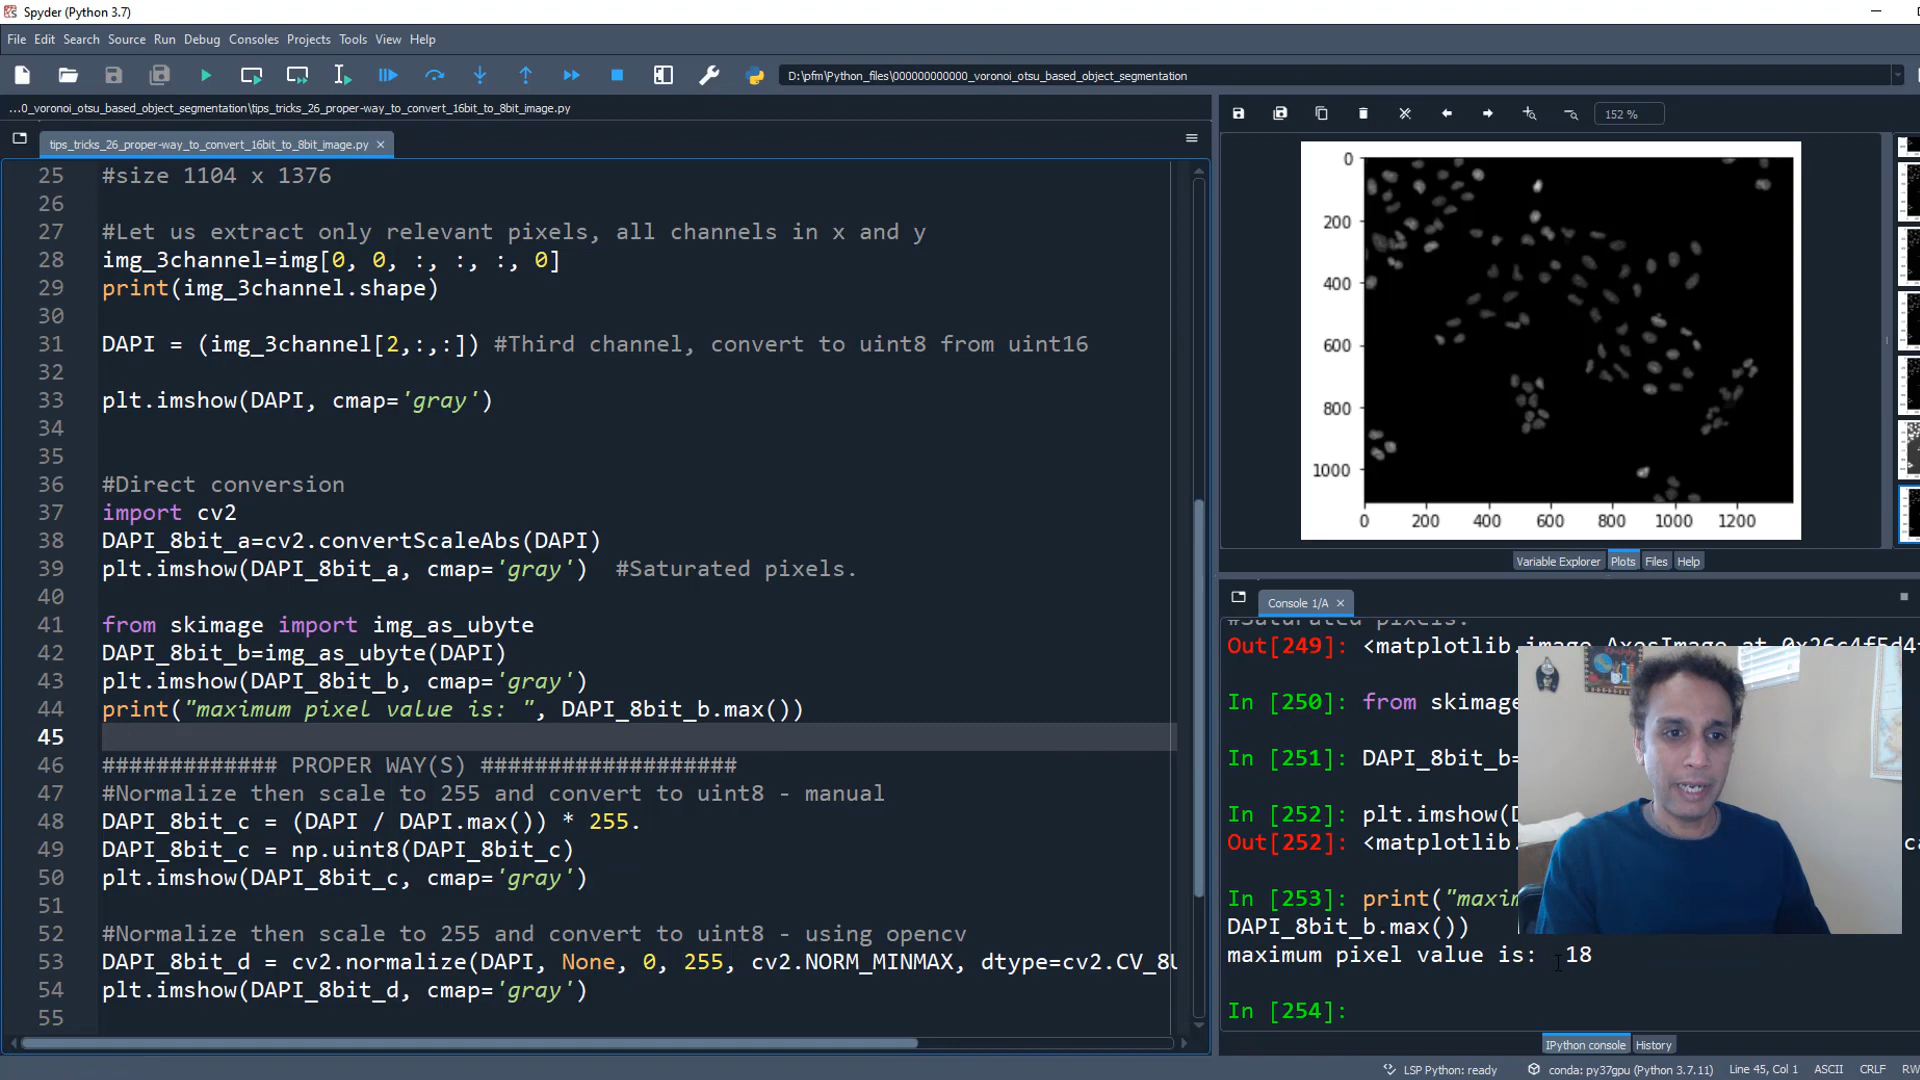 Spyder (Python 3.7)
File Edit Search Source Run Debug Consoles Projects Tools View Help
D:\pfm\Python_files\000000000000_voronoi_otsu_based_object_segmentation
...0_voronoi_otsu_based_object_segmentation\tips_tricks_26_proper-way_to_convert_16bit_to_8bit_image.py
tips_tricks_26_proper-way_to_convert_16bit_to_8bit_image.py
25 #size 1104 x 1376
26
27 #Let us extract only relevant pixels, all channels in x and y
28 img_3channel=img[0, 0, :, :, :, 0]
29 print(img_3channel.shape)
30
31 DAPI = (img_3channel[2,:,:]) #Third channel, convert to uint8 from uint16
32
33 plt.imshow(DAPI, cmap='gray')
34
35
36 #Direct conversion
37 import cv2
38 DAPI_8bit_a=cv2.convertScaleAbs(DAPI)
39 plt.imshow(DAPI_8bit_a, cmap='gray') #Saturated pixels.
40
41 from skimage import img_as_ubyte
42 DAPI_8bit_b=img_as_ubyte(DAPI)
43 plt.imshow(DAPI_8bit_b, cmap='gray')
44 print("maximum pixel value is: ", DAPI_8bit_b.max())
45
46 ############# PROPER WAY(S) ###################
47 #Normalize then scale to 255 and convert to uint8 - manual
48 DAPI_8bit_c = (DAPI / DAPI.max()) * 255.
49 DAPI_8bit_c = np.uint8(DAPI_8bit_c)
50 plt.imshow(DAPI_8bit_c, cmap='gray')
51
52 #Normalize then scale to 255 and convert to uint8 - using opencv
53 DAPI_8bit_d = cv2.normalize(DAPI, None, 0, 255, cv2.NORM_MINMAX, dtype=cv2.CV_8U
54 plt.imshow(DAPI_8bit_d, cmap='gray')
55
152 %
0
200
400
600
800
1000
0 200 400 600 800 1000 1200
Variable Explorer Plots Files Help
Console 1/A
#Saturated pixels.
Out[249]: <matplotlib.image.AxesImage at 0x26c4f5d4
In [250]: from skimage
In [251]: DAPI_8bit_b=
In [252]: plt.imshow(D
Out[252]: <matplotlib.
In [253]: print("maxim
DAPI_8bit_b.max())
maximum pixel value is: 18
In [254]:
IPython console History
LSP Python: ready conda: py37gpu (Python 3.7.11) Line 45, Col 1 ASCII CRLF RW